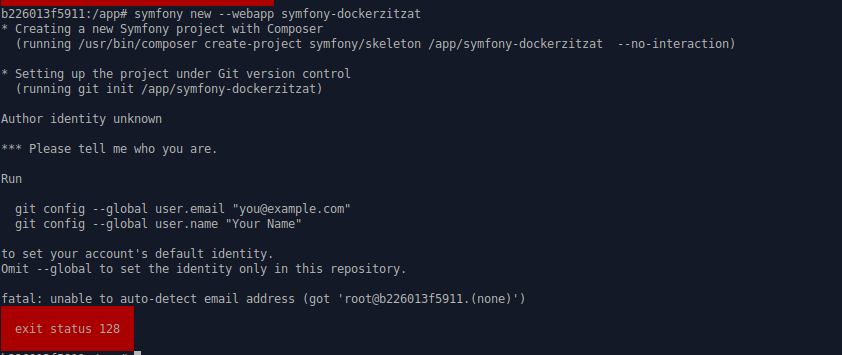 b226013f5911:/app# symfony new --webapp symfony-dockerzitzat
* Creating a new Symfony project with Composer
(running /usr/bin/composer create-project symfony/skeleton /app/symfony-dockerzitzat  --no-interaction)
* Setting up the project under Git version control
(running git init /app/symfony-dockerzitzat)
Author identity unknown
*** Please tell me who you are.
Run
git config --global user.email "you@example.com"
git config --global user.name "Your Name"
to set your account's default identity.
Omit --global to set the identity only in this repository.
fatal: unable to auto-detect email address (got 'root@b226013f5911.(none)')
exit status 128